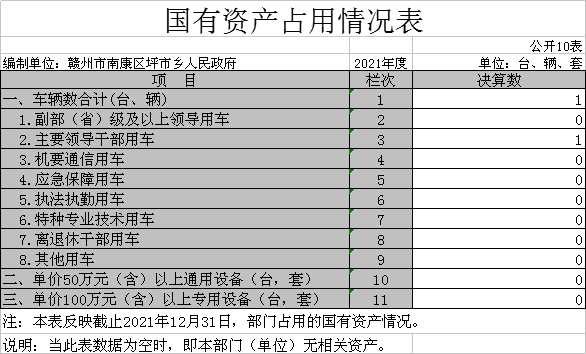 国有资产占用情况表
公开10表
编制单位：赣州市南康区坪市乡人民政府 2021年度 单位：台、辆、套
项 目 栏次 决算数
一、车辆数合计(台、辆) 1 1
1.副部（省）级及以上领导用车 2 0
2.主要领导干部用车 3 1
3.机要通信用车 4 0
4.应急保障用车 5 0
5.执法执勤用车 6 0
6.特种专业技术用车 7 0
7.离退休干部用车 8 0
8.其他用车 9 0
二、单价50万元（含）以上通用设备（台，套） 10 0
三、单价100万元（含）以上专用设备（台，套） 11 0
注：本表反映截止2021年12月31日，部门占用的国有资产情况。
说明：当此表数据为空时，即本部门（单位）无相关资产。